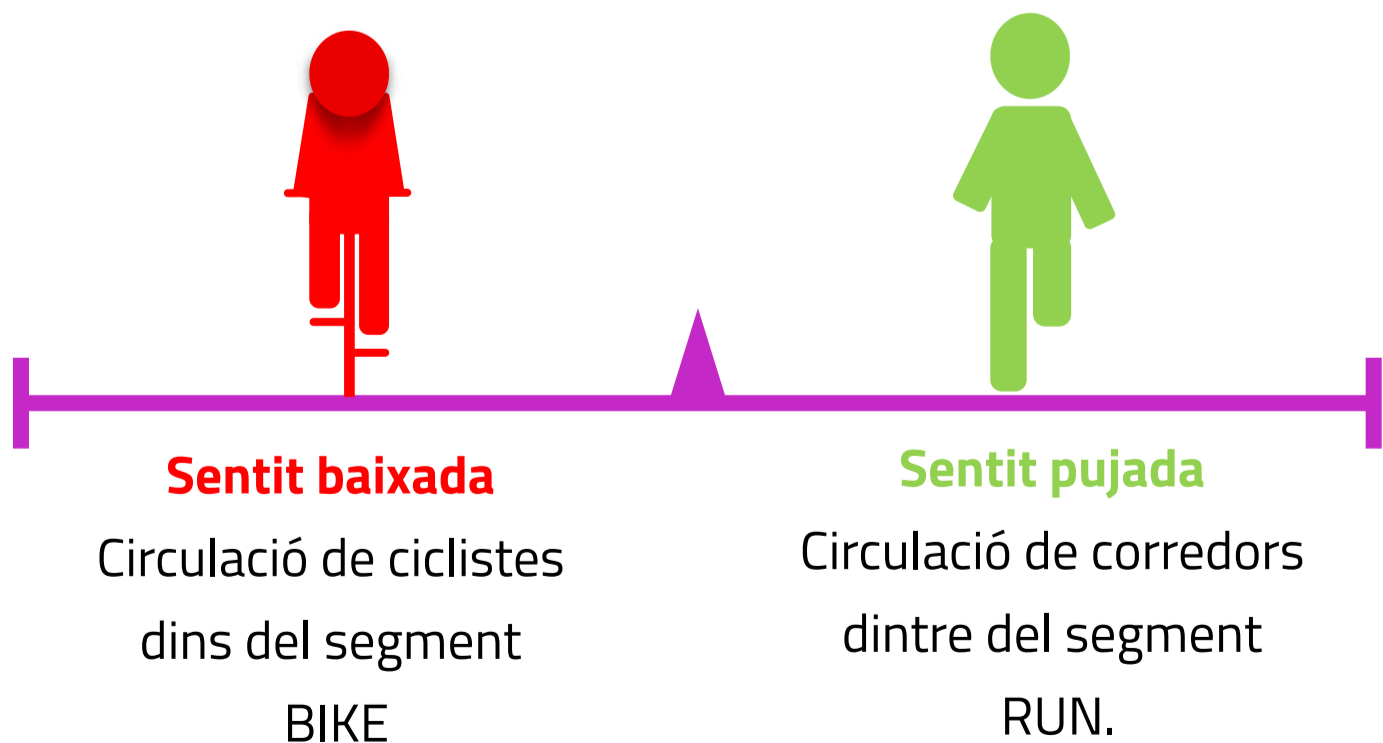 Sentit baixada
Circulació de ciclistes
dins del segment
BIKE
Sentit pujada
Circulació de corredors
dintre del segment
RUN.